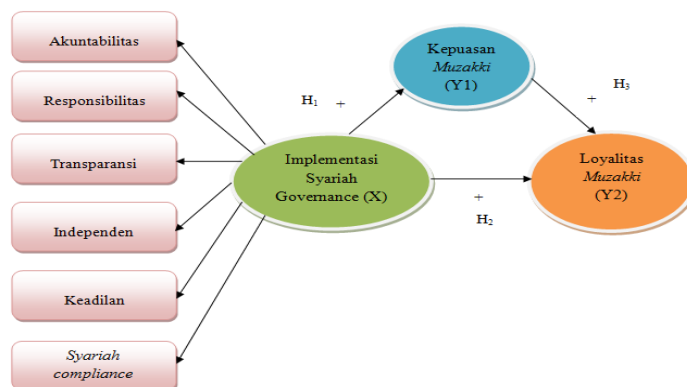 Akuntabilitas
Responsibilitas
Transparansi
Independen
Keadilan
Syariah
compliance
Implementasi
Syariah
Governance (X)
H1 +
Kepuasan
Muzakki
(Y1)
+ H3
+
H2
Loyalitas
Muzakki
(Y2)